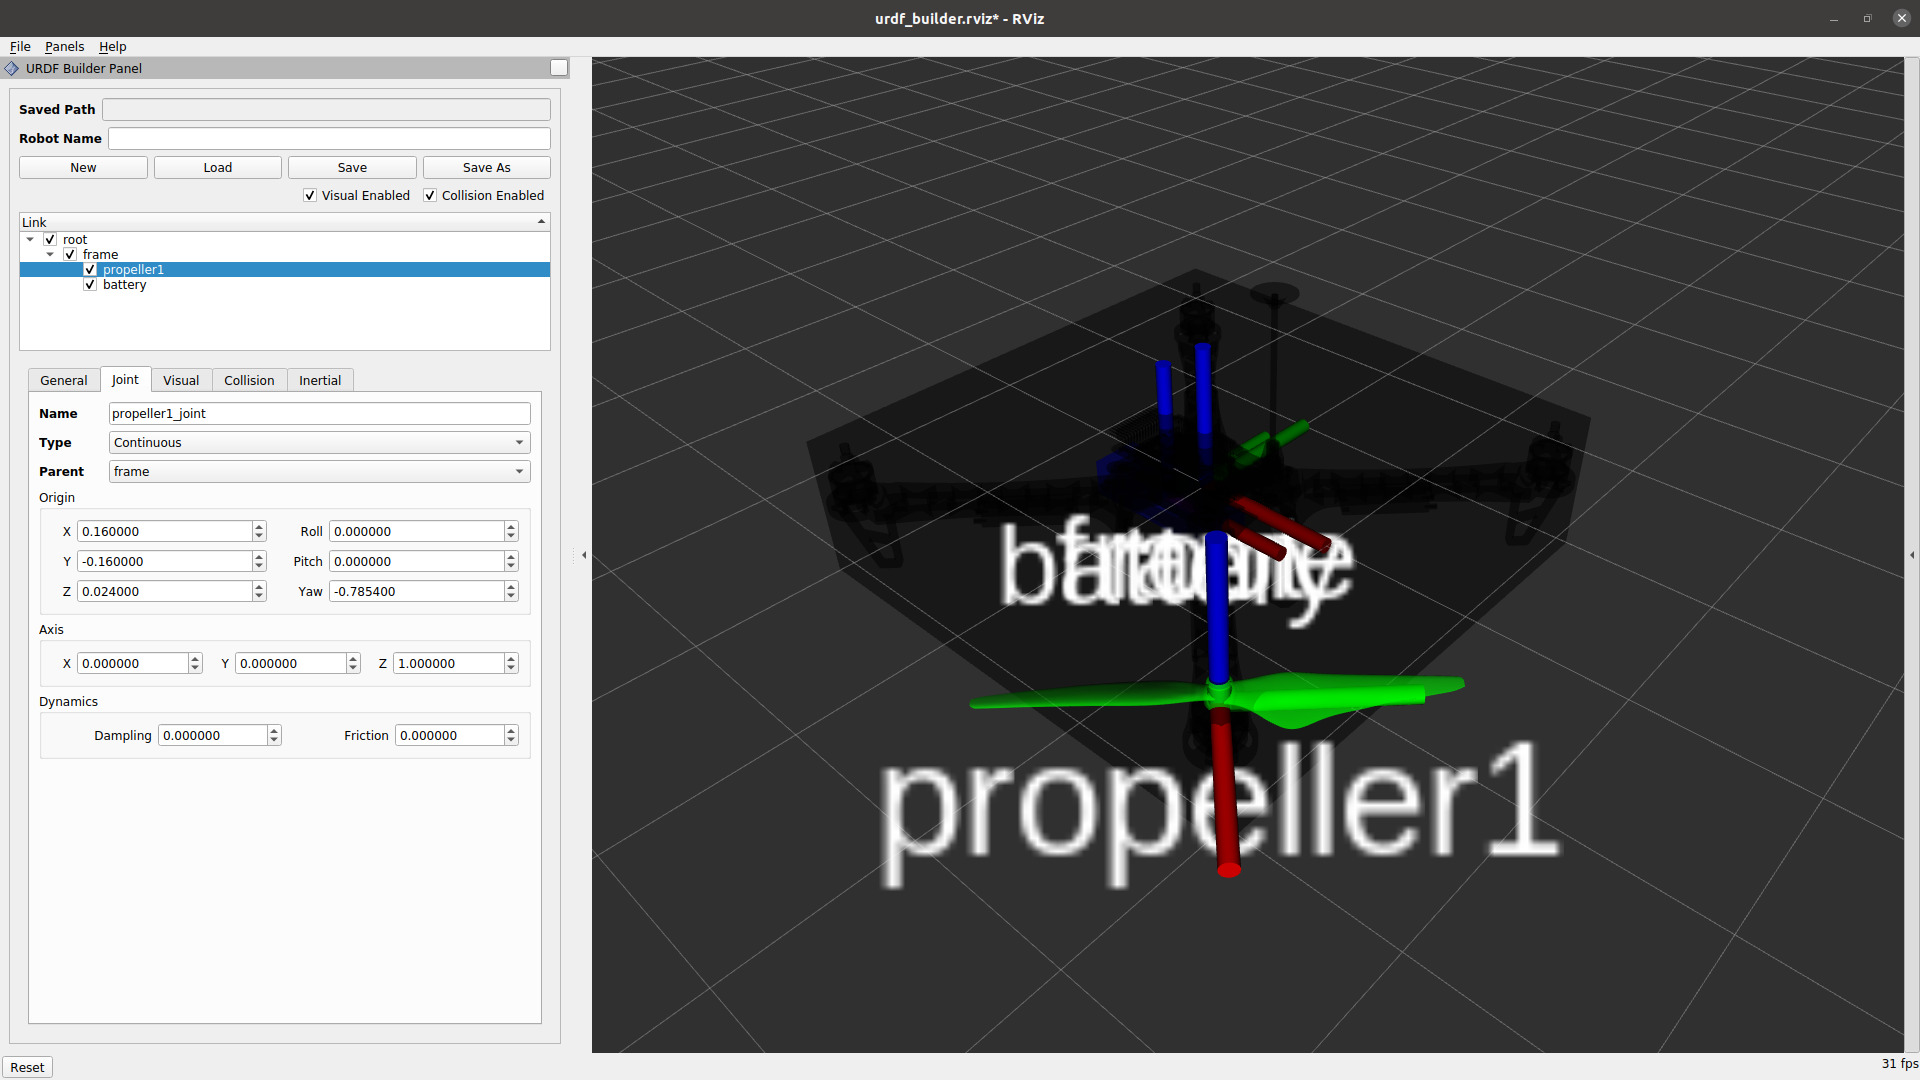 urdf_builder.rviz* - RViz
File Panels Help
URDF Builder Panel
Saved Path
Robot Name
New Load Save Save As
Visual Enabled Collision Enabled
Link
root
frame
propeller1
battery
General Joint Visual Collision Inertial
Name propeller1_joint
Type Continuous
Parent frame
Origin
X 0.160000 Roll 0.000000
Y -0.160000 Pitch 0.000000
Z 0.024000 Yaw -0.785400
Axis
X 0.000000 Y 0.000000 Z 1.000000
Dynamics
Dampling 0.000000 Friction 0.000000
Reset
battery
propeller1
31 fps